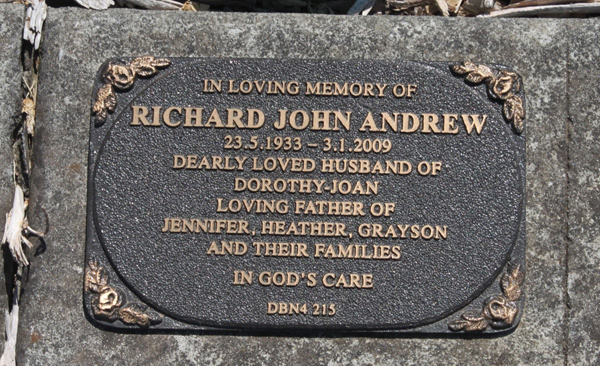 IN LOVING MEMORY OF
RICHARD JOHN ANDREW
23.5.1933 – 3.1.2009
DEARLY LOVED HUSBAND OF
DOROTHY-JOAN
LOVING FATHER OF
JENNIFER, HEATHER, GRAYSON
AND THEIR FAMILIES
IN GOD'S CARE
DBN4 215